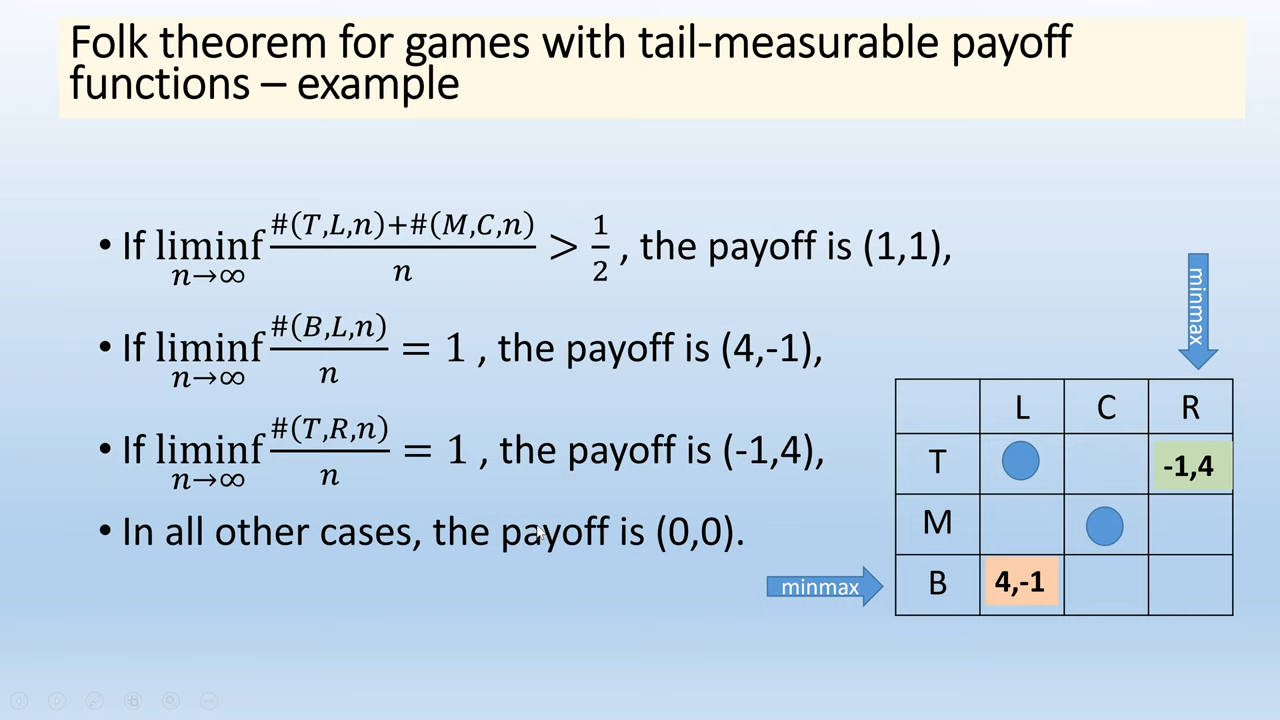 Folk theorem for games with tail-measurable payoff
functions – example
• If liminf_{n→∞} (#(T,L,n)+#(M,C,n))/n > 1/2 , the payoff is (1,1),
• If liminf_{n→∞} #(B,L,n)/n = 1 , the payoff is (4,-1),
• If liminf_{n→∞} #(T,R,n)/n = 1 , the payoff is (-1,4),
• In all other cases, the payoff is (0,0).
minmax
L C R
T -1,4
M
minmax
B 4,-1